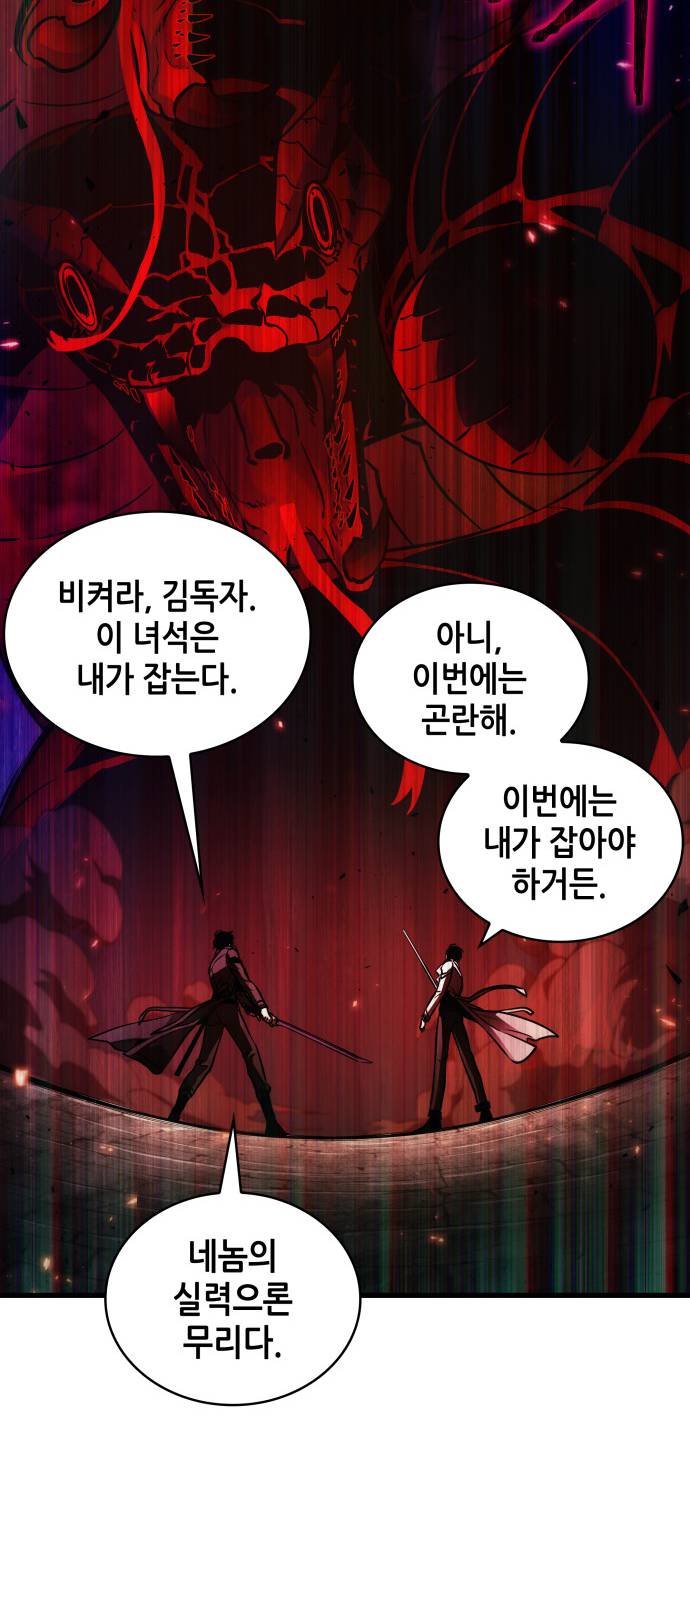 비켜라, 김독자.
이 녀석은
내가 잡는다.
아니,
이번에는
곤란해.
이번에는
내가 잡아야
하거든.
네놈의
실력으론
무리다.